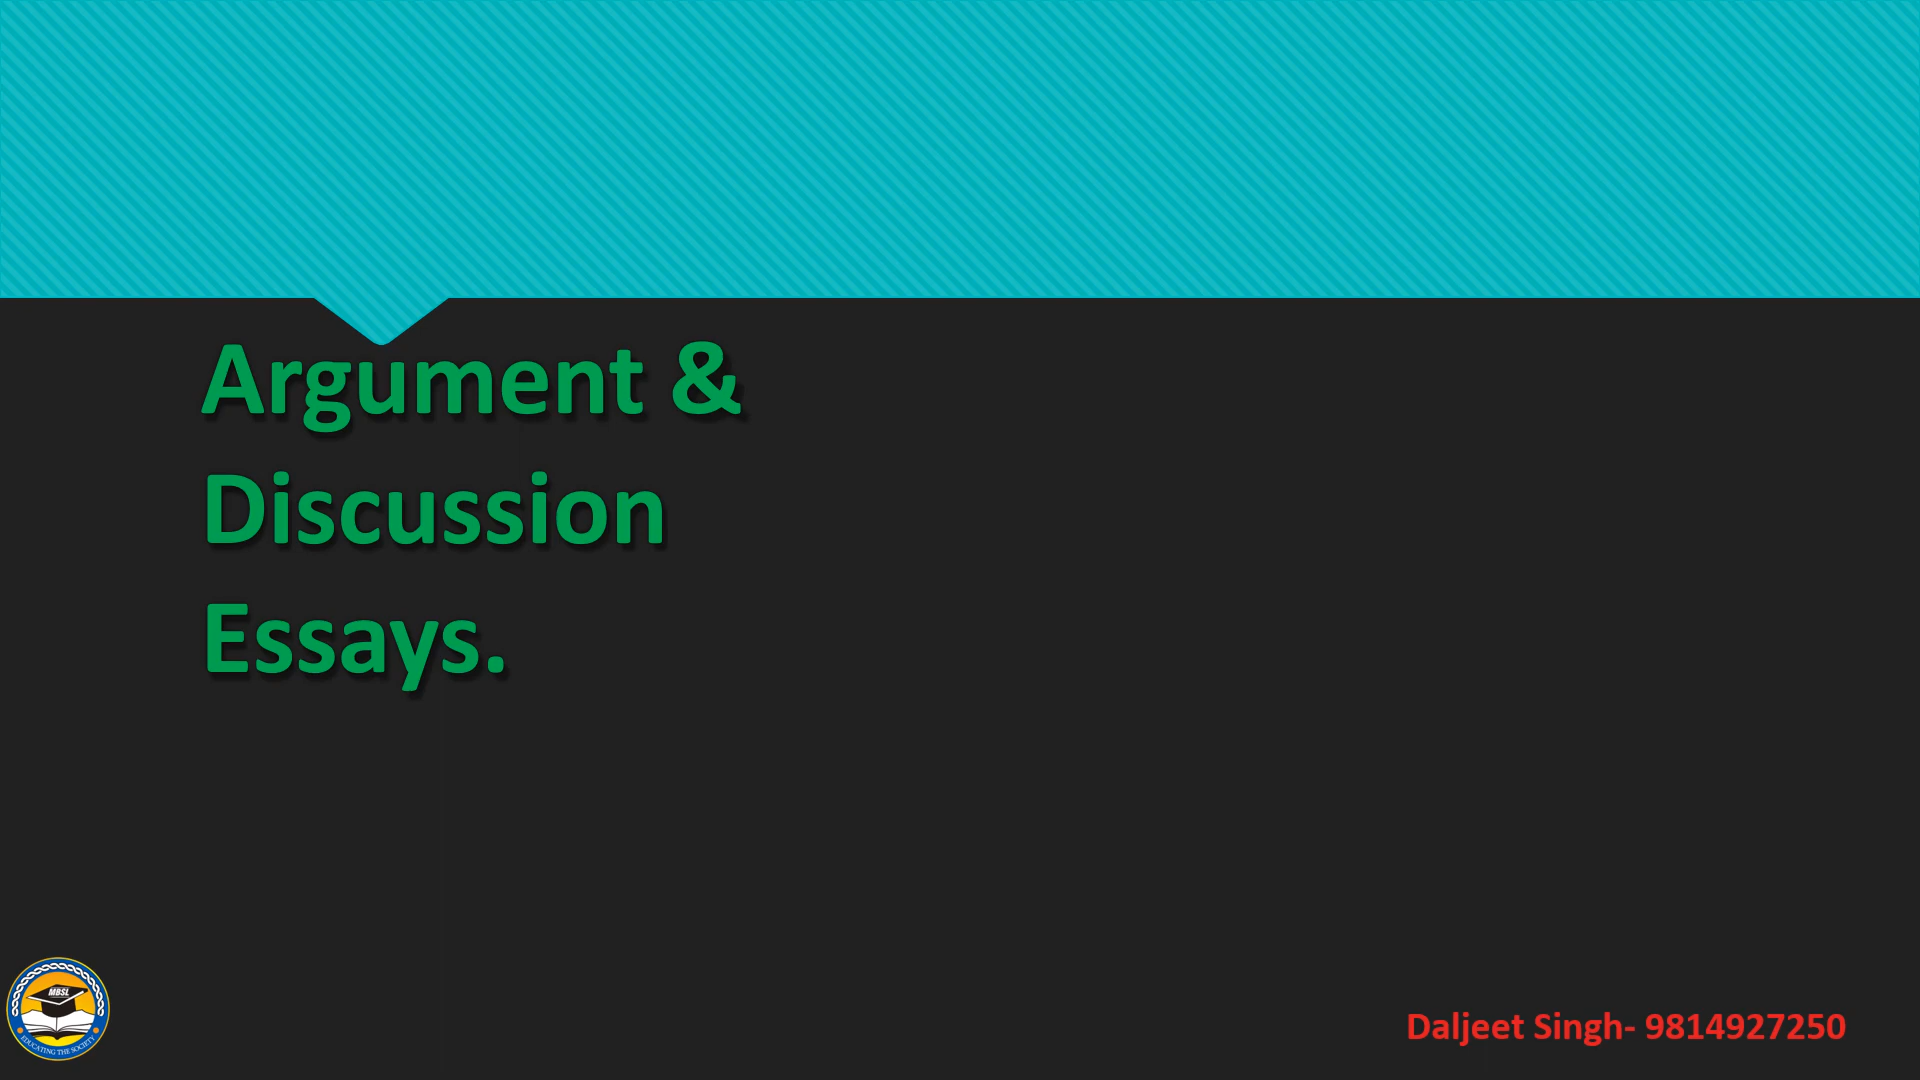 Argument &
Discussion
Essays.
MBSL
EDUCATING THE SOCIETY
Daljeet Singh- 9814927250